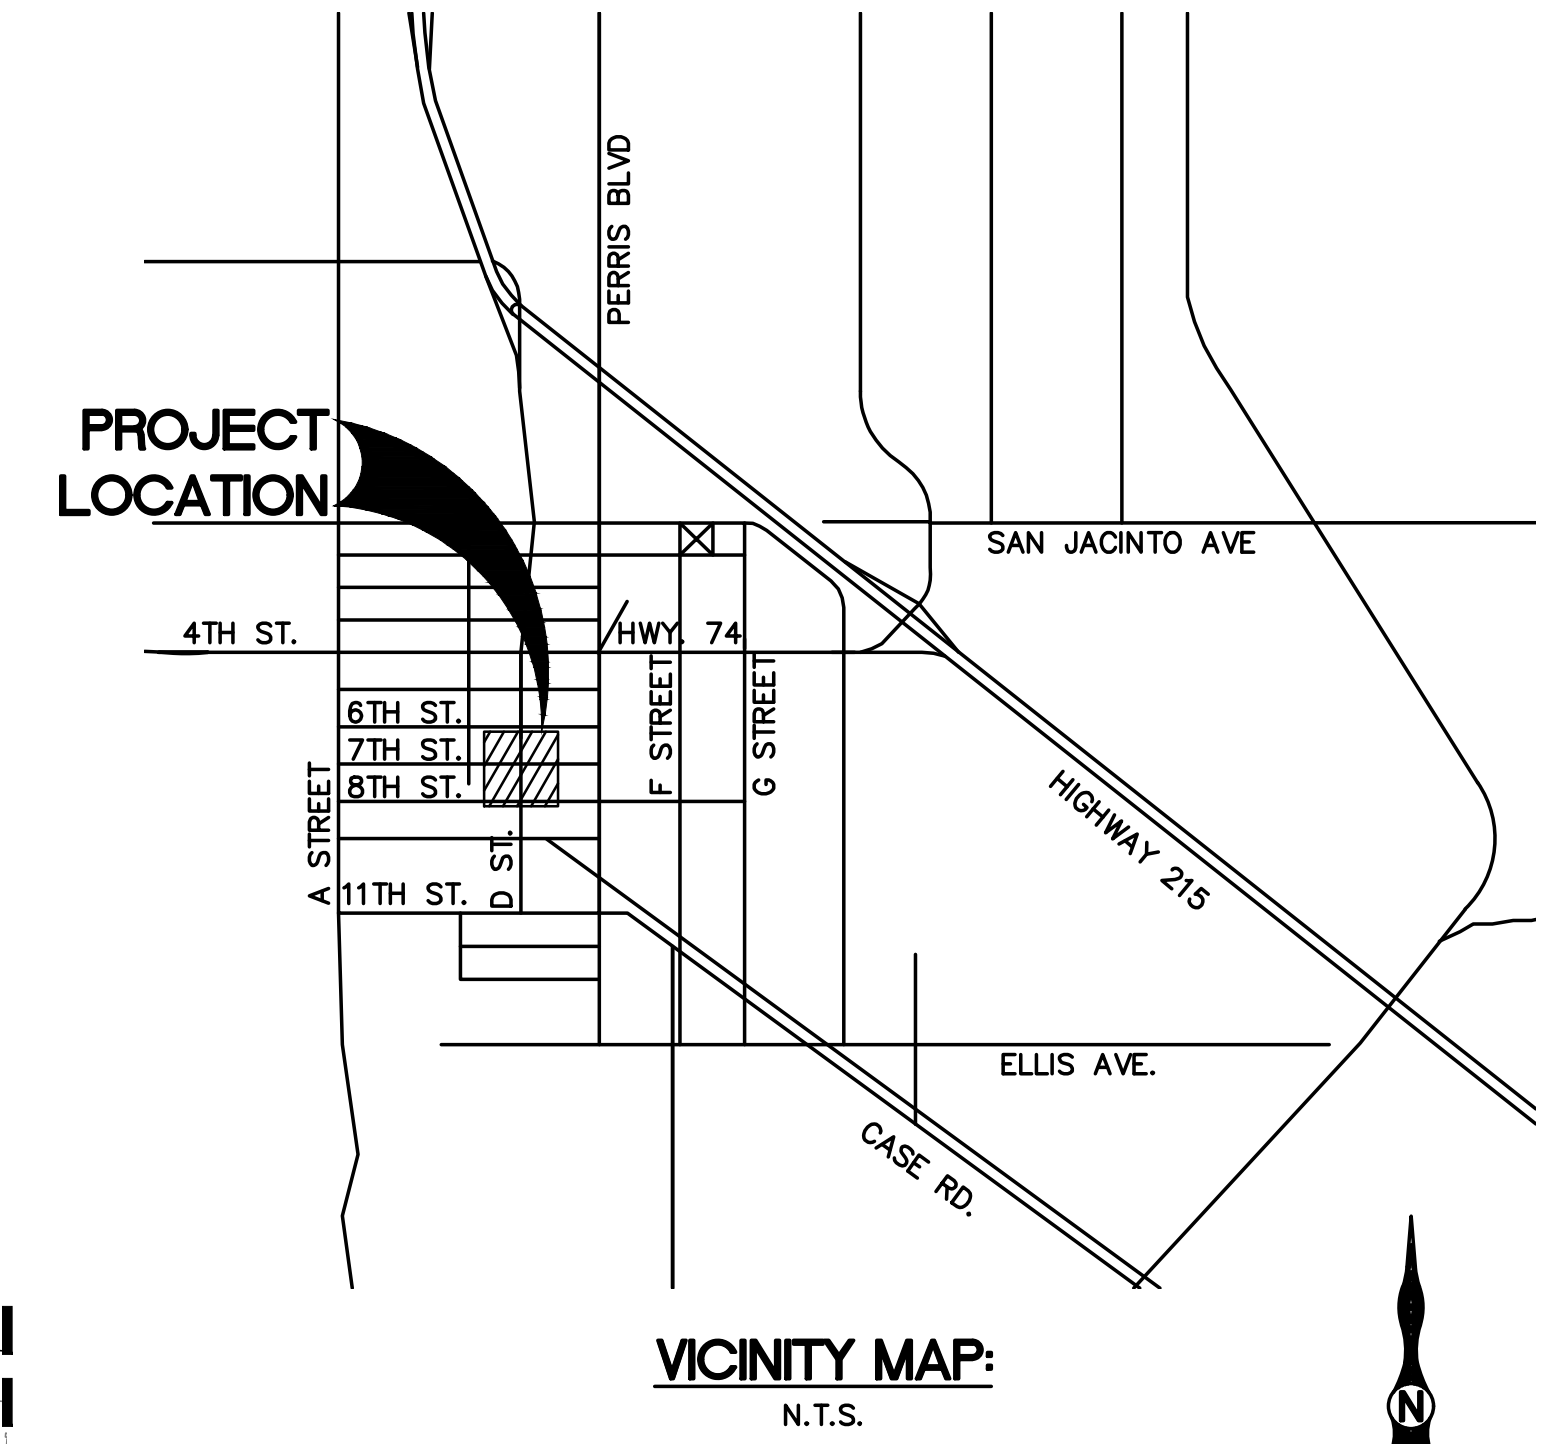 PERRIS BLVD
PROJECT
LOCATION
SAN JACINTO AVE
4TH ST.
HWY. 74
6TH ST.
7TH ST.
8TH ST.
F STREET
G STREET
A STREET
D ST.
11TH ST.
HIGHWAY 215
ELLIS AVE.
CASE RD.
VICINITY MAP:
N.T.S.
N